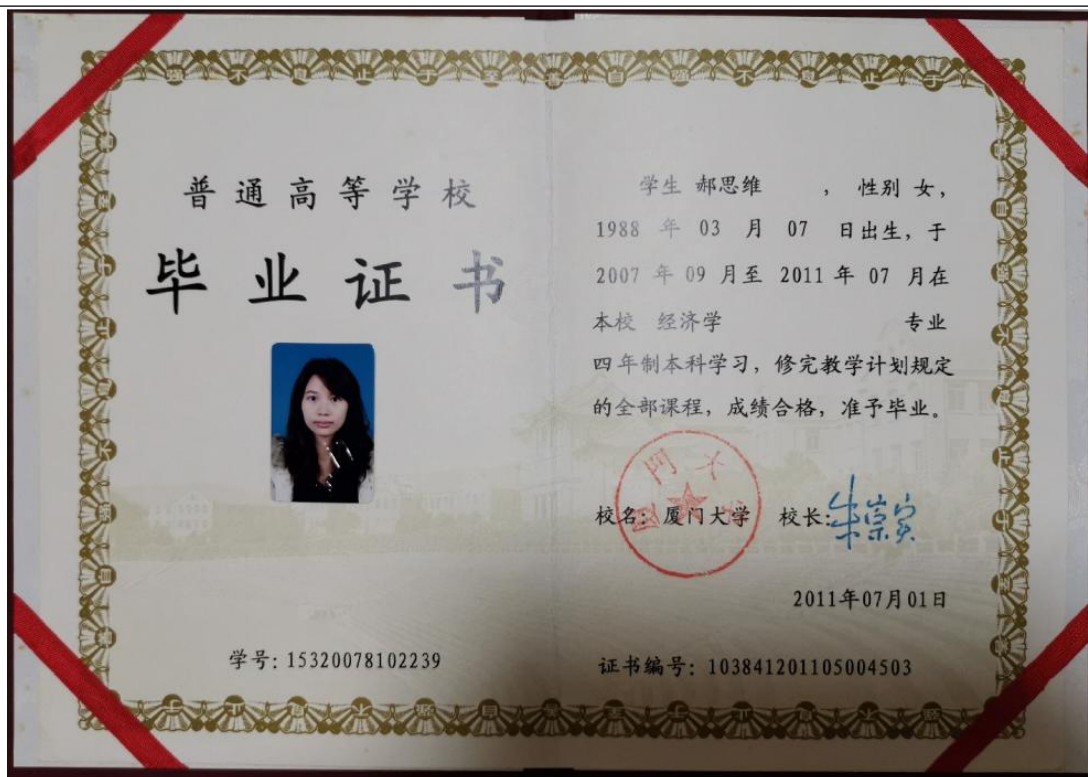 普通高等学校
毕业证书
学号：15320078102239
学生 郝思维 ，性别 女，
1988 年 03 月 07 日出生，于
2007 年 09 月至 2011 年 07 月在
本校 经济学 专业
四年制本科学习，修完教学计划规定
的全部课程，成绩合格，准予毕业。
校名：厦门大学 校长：朱崇实
2011年07月01日
证书编号：103841201105004503